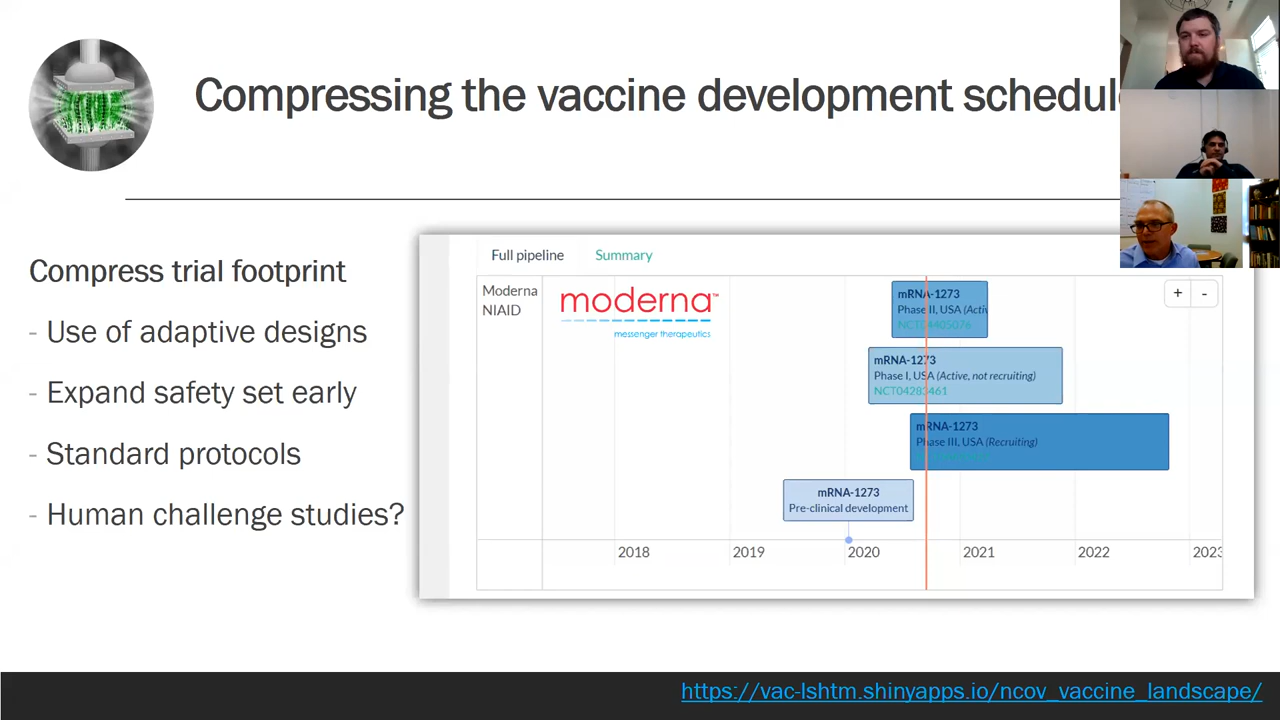 Compressing the vaccine development schedul
Compress trial footprint
- Use of adaptive designs
- Expand safety set early
- Standard protocols
- Human challenge studies?
Full pipeline Summary
Moderna
NIAID
moderna™
messenger therapeutics
mRNA-1273
Phase II, USA (Activ
NCT04405076
+ -
mRNA-1273
Phase I, USA (Active, not recruiting)
NCT04283461
mRNA-1273
Phase III, USA (Recruiting)
mRNA-1273
Pre-clinical development
2018 2019 2020 2021 2022 2023
https://vac-lshtm.shinyapps.io/ncov_vaccine_landscape/